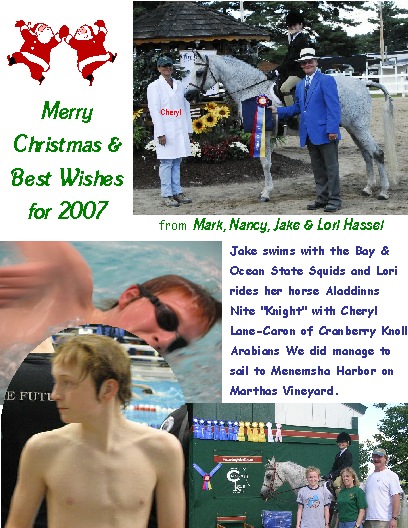 Merry
Christmas &
Best Wishes
for 2007
Cheryl
from Mark, Nancy, Jake & Lori Hassel
Jake swims with the Bay &
Ocean State Squids and Lori
rides her horse Aladdinns
Nite "Knight" with Cheryl
Lane-Caron of Cranberry Knoll
Arabians We did manage to
sail to Menemsha Harbor on
Marthas Vineyard.
E FUT